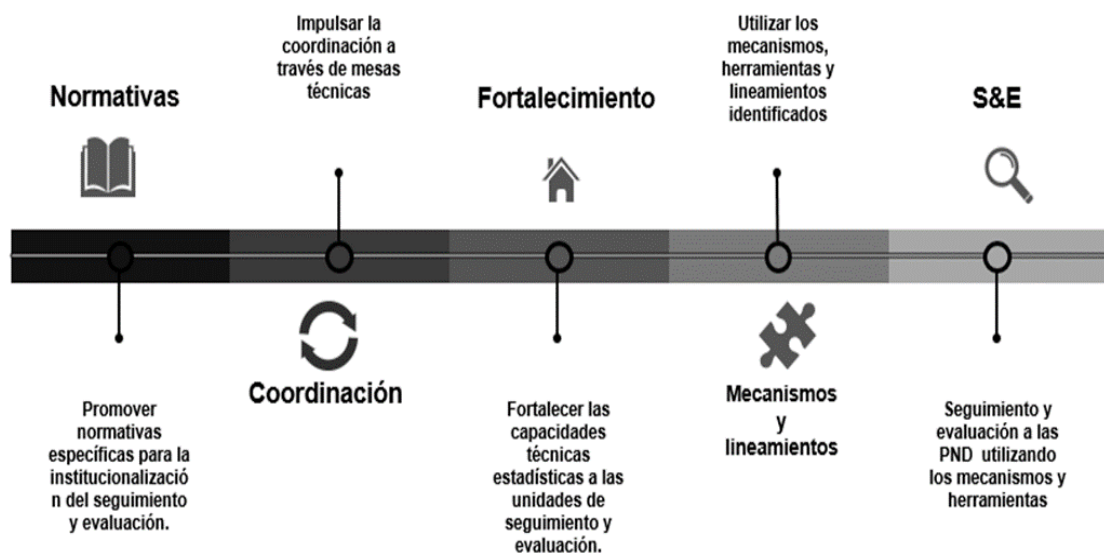 Normativas
Promover
normativas
específicas para la
institucionalizació
n del seguimiento
y evaluación.
Impulsar la
coordinación a
través de mesas
técnicas
Coordinación
Fortalecimiento
Fortalecer las
capacidades
técnicas
estadísticas a las
unidades de
seguimiento y
evaluación.
Utilizar los
mecanismos,
herramientas y
lineamientos
identificados
Mecanismos
y
lineamientos
S&E
Seguimiento y
evaluación a las
PND utilizando
los mecanismos y
herramientas